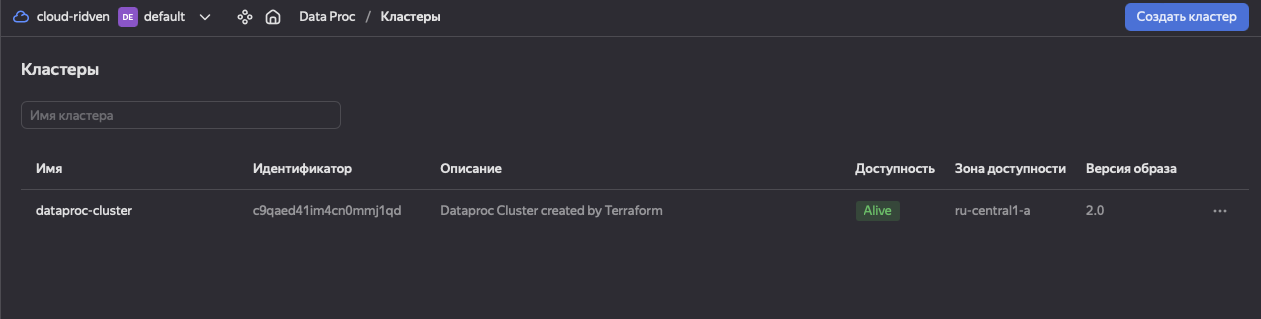 cloud-ridven DE default Data Proc / Кластеры Создать кластер
Кластеры
Имя кластера
Имя Идентификатор Описание Доступность Зона доступности Версия образа
dataproc-cluster c9qaed41im4cn0mmj1qd Dataproc Cluster created by Terraform Alive ru-central1-a 2.0